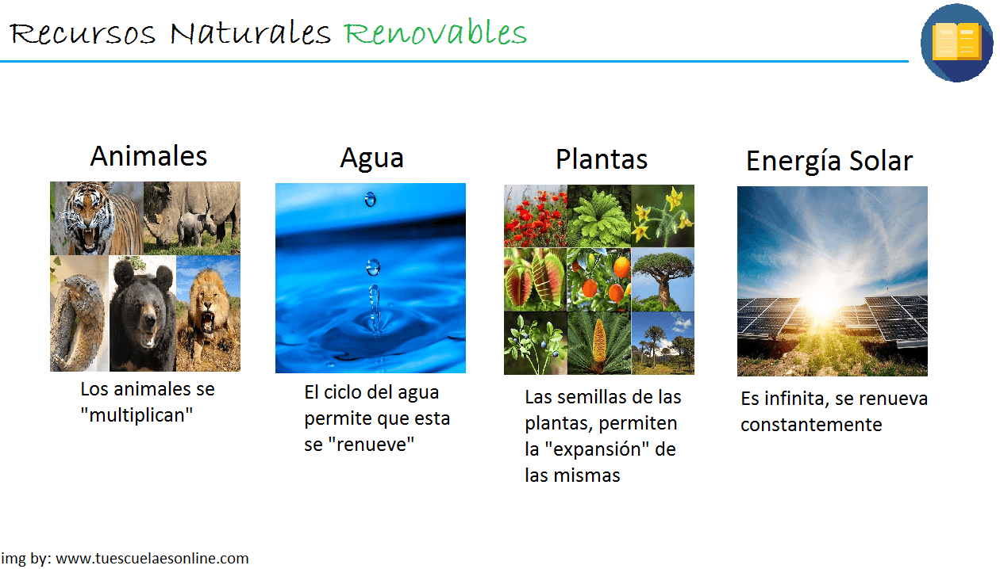 Recursos Naturales Renovables
Animales
Los animales se
"multiplican"
Agua
El ciclo del agua
permite que esta
se "renueve"
Plantas
Las semillas de las
plantas, permiten
la "expansión" de
las mismas
Energía Solar
Es infinita, se renueva
constantemente
img by: www.tuescuelaesonline.com